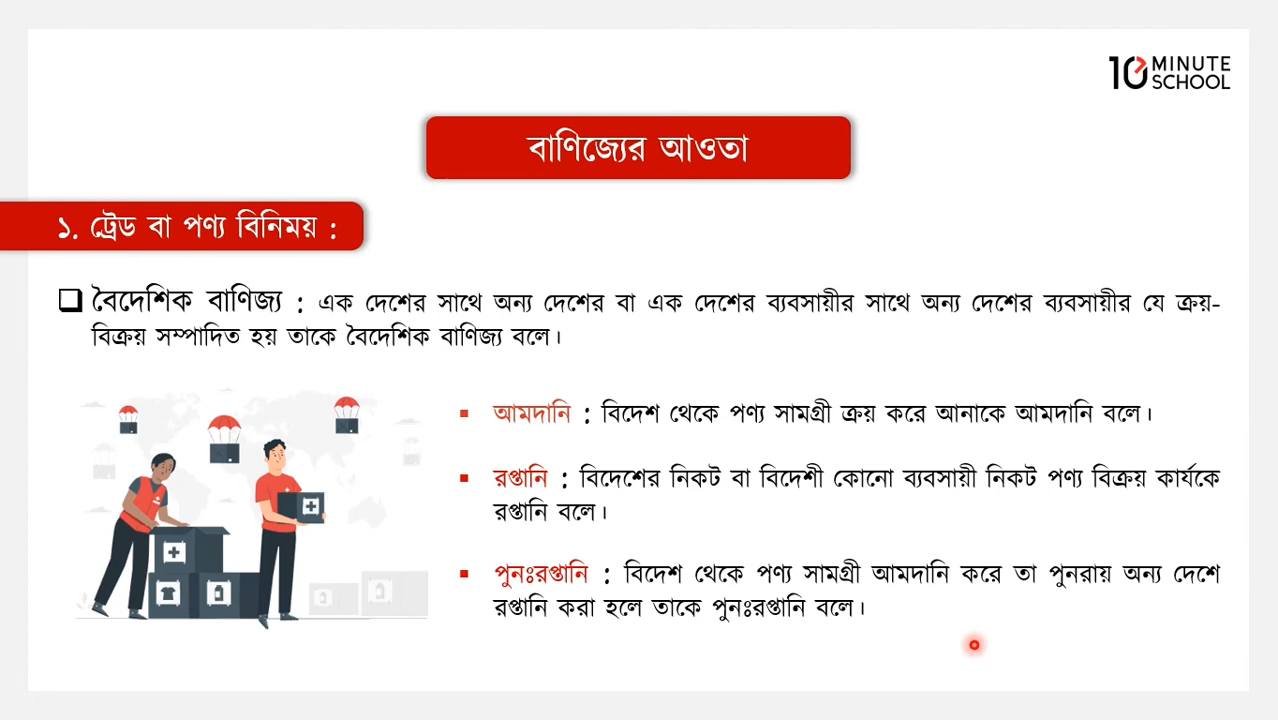 10 MINUTE
SCHOOL
বাণিজ্যের আওতা
১. ট্রেড বা পণ্য বিনিময় :
বৈদেশিক বাণিজ্য : এক দেশের সাথে অন্য দেশের বা এক দেশের ব্যবসায়ীর সাথে অন্য দেশের ব্যবসায়ীর যে ক্রয়-
বিক্রয় সম্পাদিত হয় তাকে বৈদেশিক বাণিজ্য বলে।
আমদানি : বিদেশ থেকে পণ্য সামগ্রী ক্রয় করে আনাকে আমদানি বলে।
রপ্তানি : বিদেশের নিকট বা বিদেশী কোনো ব্যবসায়ী নিকট পণ্য বিক্রয় কার্যকে
রপ্তানি বলে।
পুনঃরপ্তানি : বিদেশ থেকে পণ্য সামগ্রী আমদানি করে তা পুনরায় অন্য দেশে
রপ্তানি করা হলে তাকে পুনঃরপ্তানি বলে।